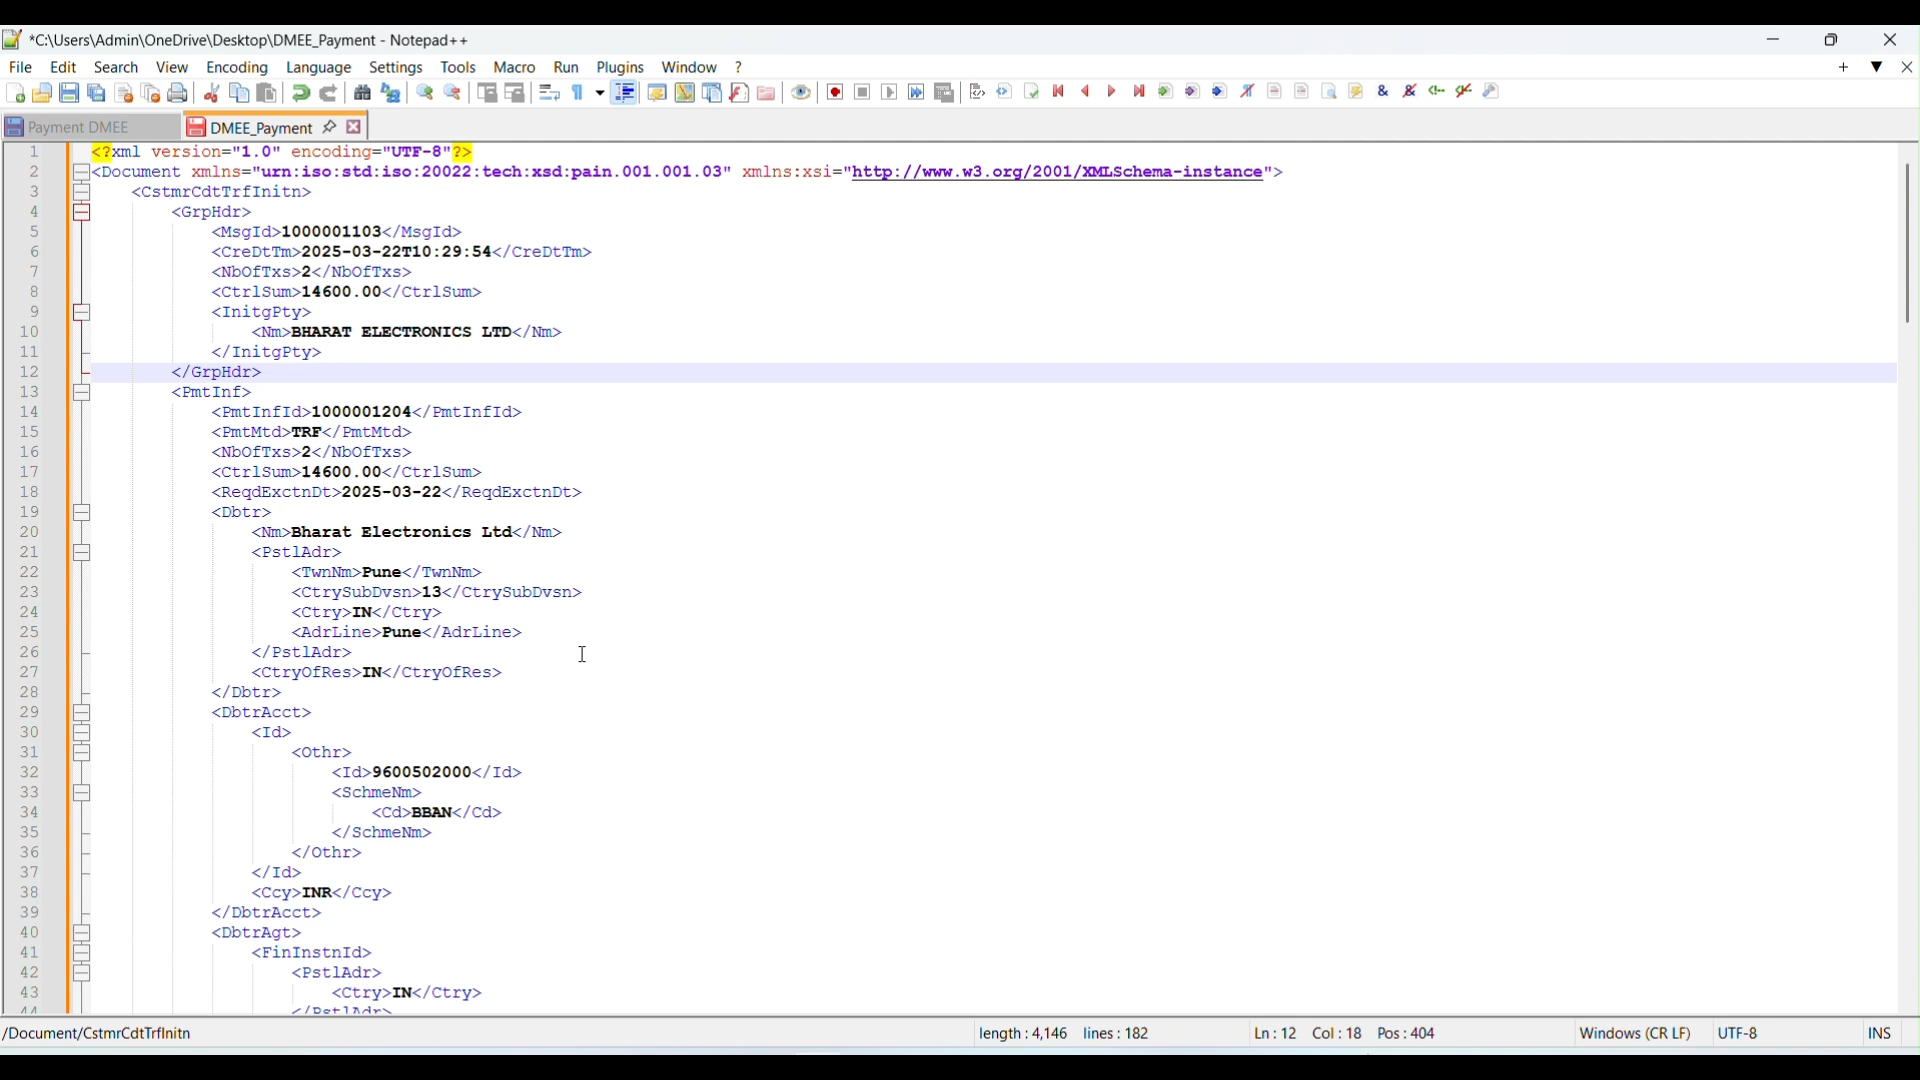 *C:\Users\Admin\OneDrive\Desktop\DMEE_Payment - Notepad++
File Edit Search View Encoding Language Settings Tools Macro Run Plugins Window ?
Payment DMEE DMEE_Payment
1 <?xml version="1.0" encoding="UTF-8"?>
2 <Document xmlns="urn:iso:std:iso:20022:tech:xsd:pain.001.001.03" xmlns:xsi="http://www.w3.org/2001/XMLSchema-instance">
3 <CstmrCdtTrfInitn>
4 <GrpHdr>
5 <MsgId>1000001103</MsgId>
6 <CreDtTm>2025-03-22T10:29:54</CreDtTm>
7 <NbOfTxs>2</NbOfTxs>
8 <CtrlSum>14600.00</CtrlSum>
9 <InitgPty>
10 <Nm>BHARAT ELECTRONICS LTD</Nm>
11 </InitgPty>
12 </GrpHdr>
13 <PmtInf>
14 <PmtInfId>1000001204</PmtInfId>
15 <PmtMtd>TRF</PmtMtd>
16 <NbOfTxs>2</NbOfTxs>
17 <CtrlSum>14600.00</CtrlSum>
18 <ReqdExctnDt>2025-03-22</ReqdExctnDt>
19 <Dbtr>
20 <Nm>Bharat Electronics Ltd</Nm>
21 <PstlAdr>
22 <TwnNm>Pune</TwnNm>
23 <CtrySubDvsn>13</CtrySubDvsn>
24 <Ctry>IN</Ctry>
25 <AdrLine>Pune</AdrLine>
26 </PstlAdr>
27 <CtryOfRes>IN</CtryOfRes>
28 </Dbtr>
29 <DbtrAcct>
30 <Id>
31 <Othr>
32 <Id>9600502000</Id>
33 <SchmeNm>
34 <Cd>BBAN</Cd>
35 </SchmeNm>
36 </Othr>
37 </Id>
38 <Ccy>INR</Ccy>
39 </DbtrAcct>
40 <DbtrAgt>
41 <FinInstnId>
42 <PstlAdr>
43 <Ctry>IN</Ctry>
44 </PstlAdr>
/Document/CstmrCdtTrfInitn length : 4,146 lines : 182 Ln : 12 Col : 18 Pos : 404 Windows (CR LF) UTF-8 INS